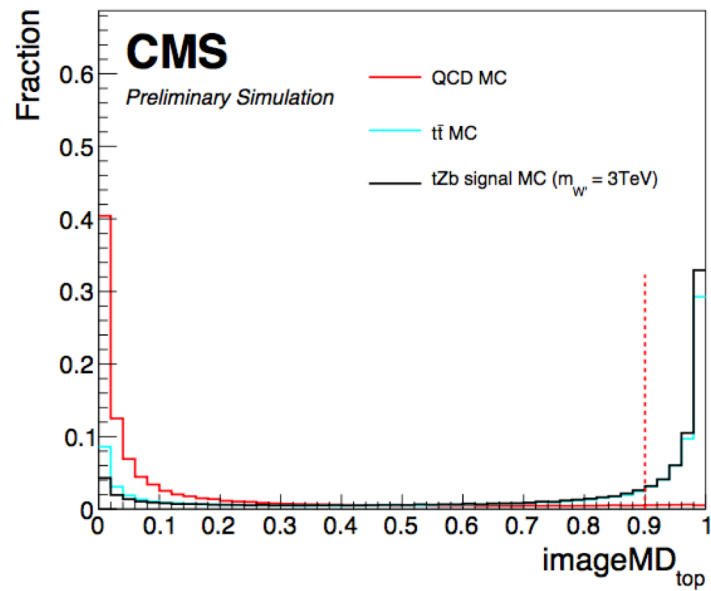 CMS
Preliminary Simulation
QCD MC
tt̄ MC
tZb signal MC (m_W' = 3TeV)
Fraction
0.6
0.5
0.4
0.3
0.2
0.1
0
0 0.1 0.2 0.3 0.4 0.5 0.6 0.7 0.8 0.9 1
imageMD_top